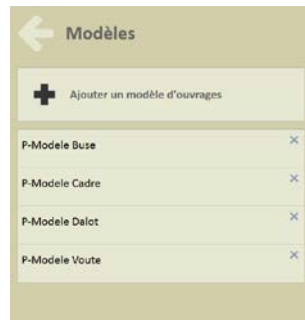 Modèles
Ajouter un modèle d'ouvrages
P-Modele Buse
P-Modele Cadre
P-Modele Dalot
P-Modele Voute